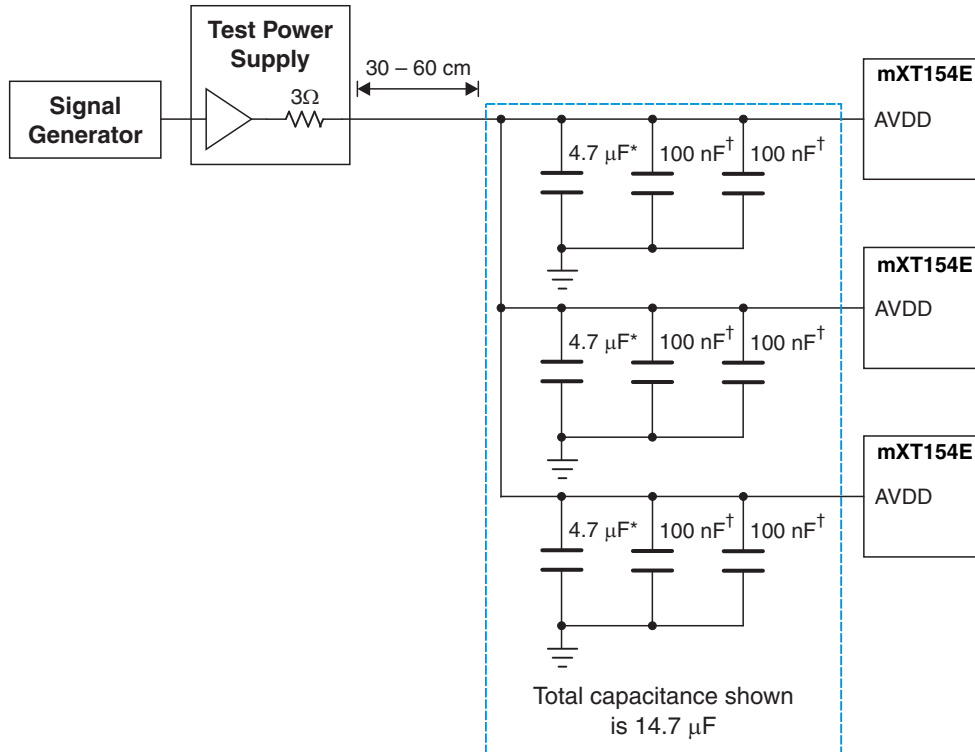 Test Power
Supply
3Ω
30 – 60 cm
Signal
Generator
mXT154E
AVDD
4.7 μF*
100 nF†
100 nF†
mXT154E
AVDD
4.7 μF*
100 nF†
100 nF†
mXT154E
AVDD
4.7 μF*
100 nF†
100 nF†
Total capacitance shown
is 14.7 μF